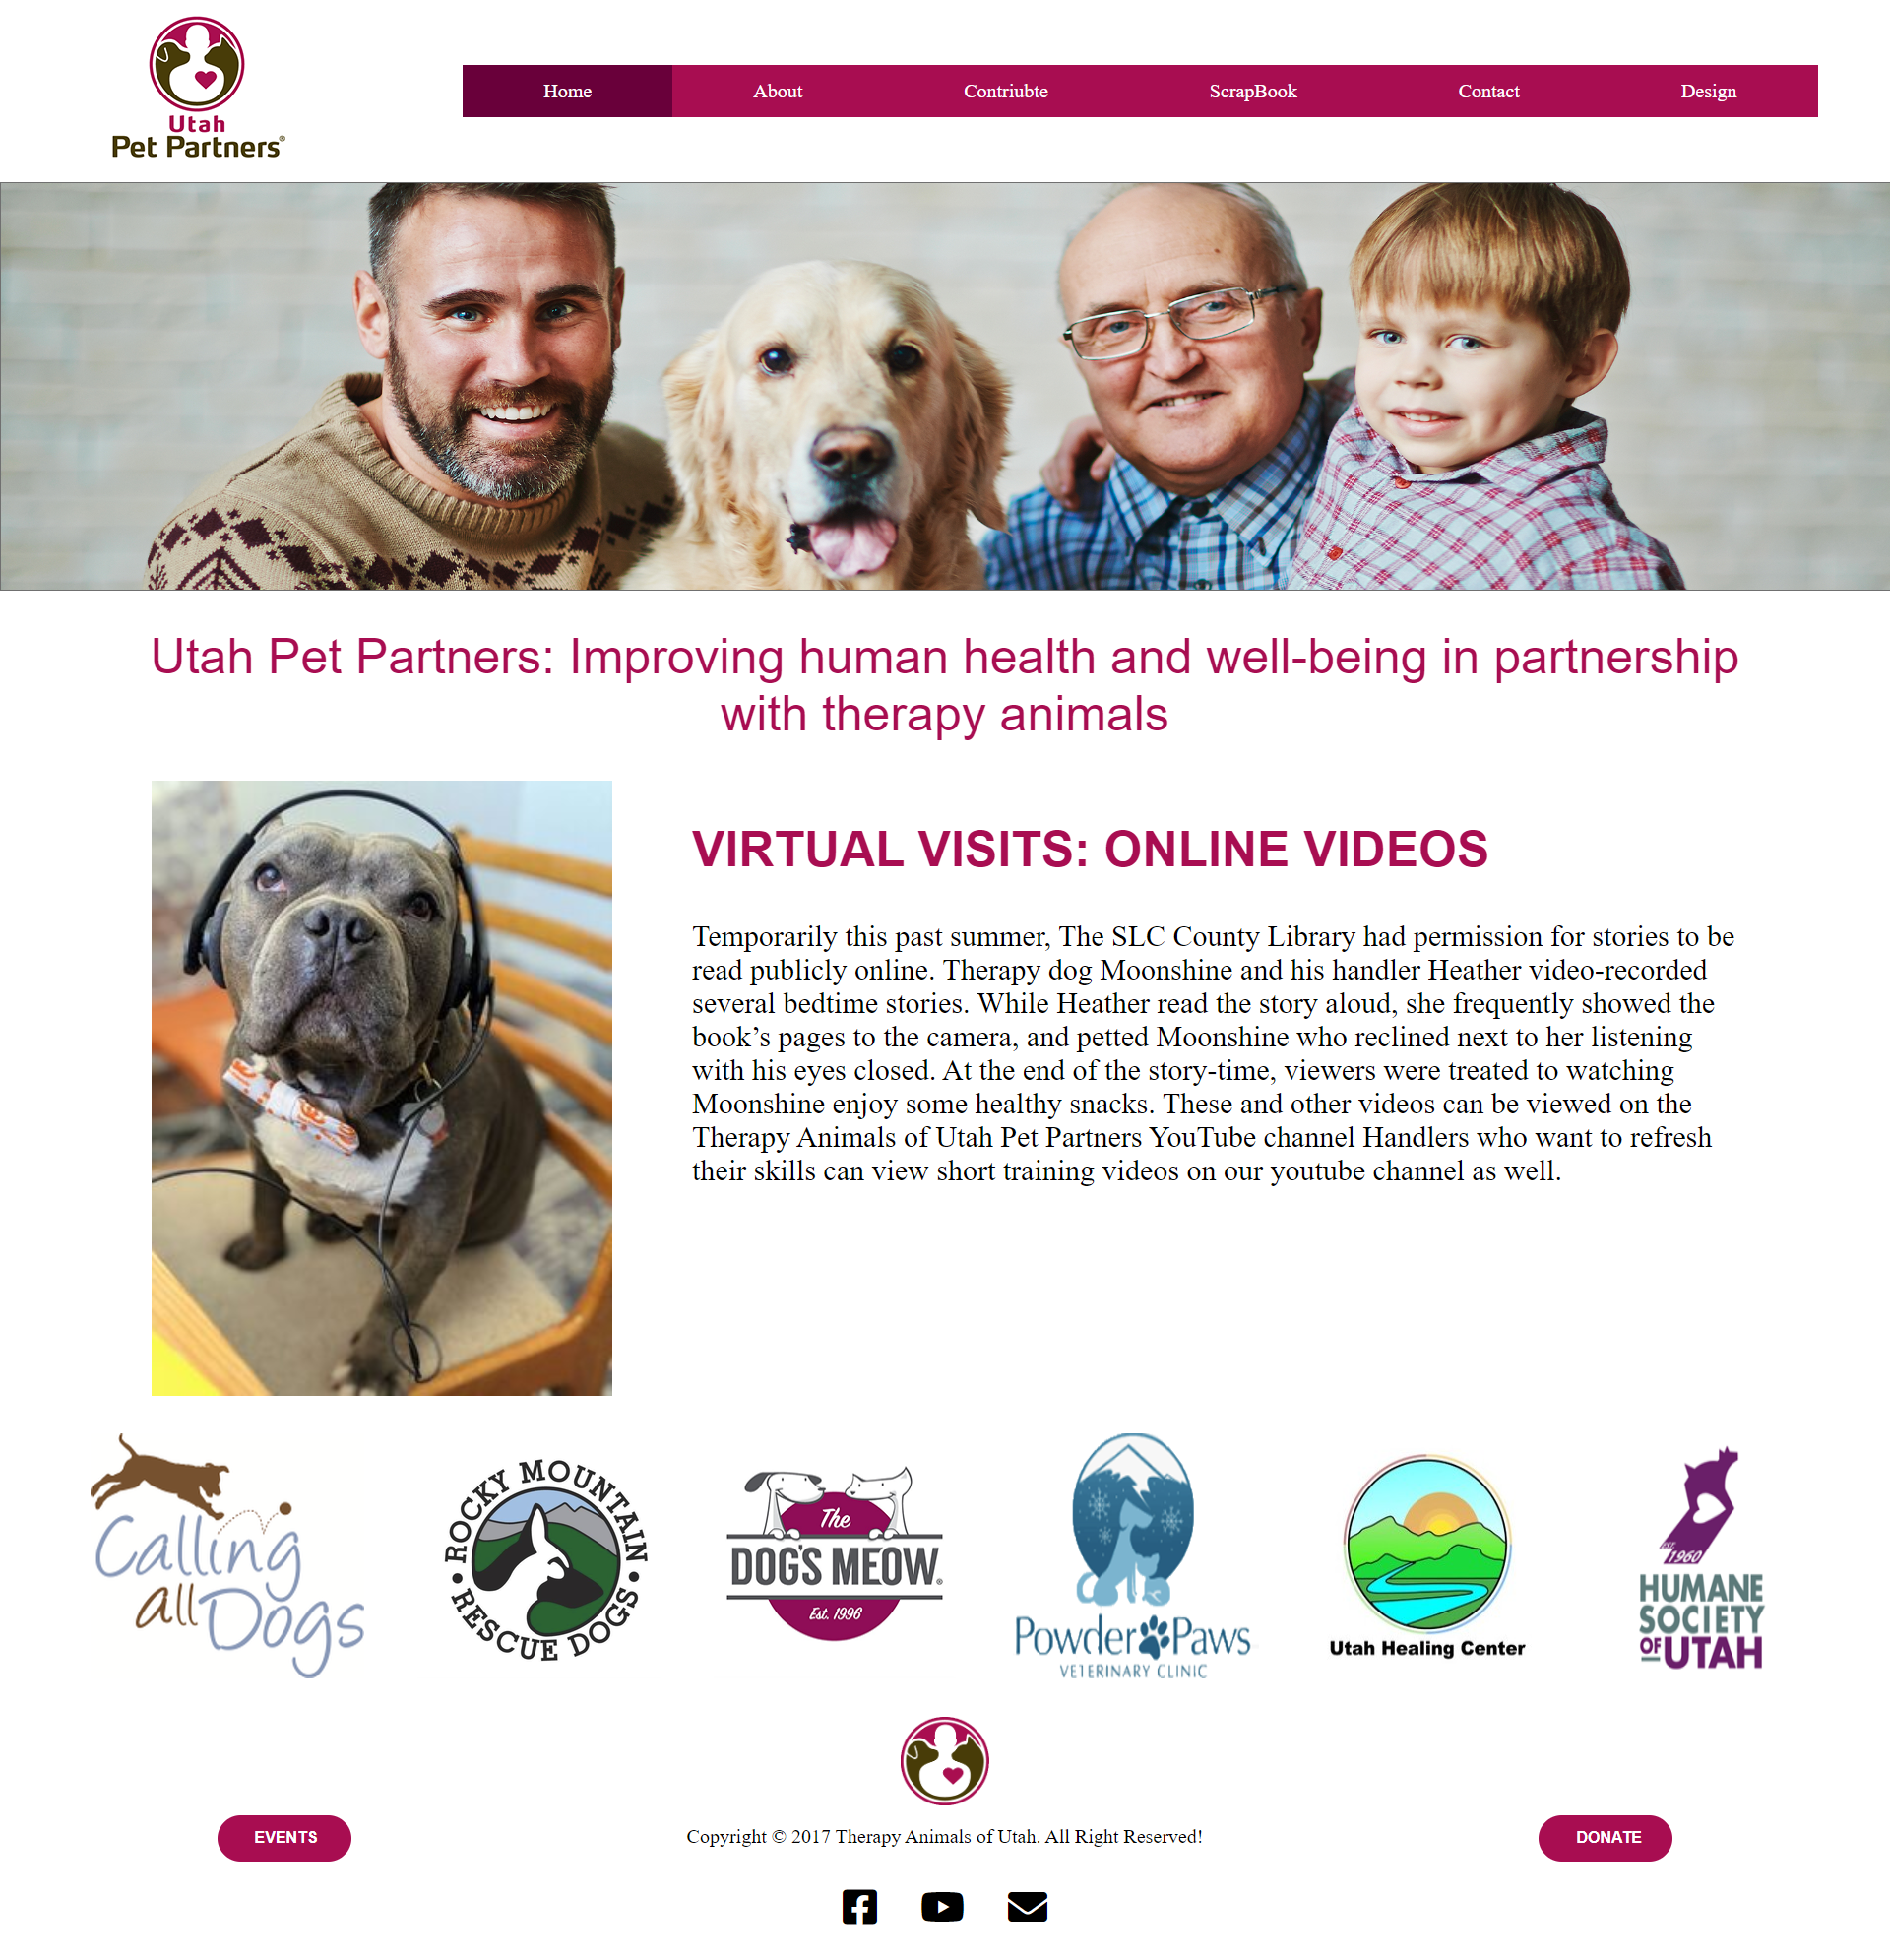 Utah
Pet Partners®
Home
About
Contriubte
ScrapBook
Contact
Design
Utah Pet Partners: Improving human health and well-being in partnership
with therapy animals
VIRTUAL VISITS: ONLINE VIDEOS
Temporarily this past summer, The SLC County Library had permission for stories to be
read publicly online. Therapy dog Moonshine and his handler Heather video-recorded
several bedtime stories. While Heather read the story aloud, she frequently showed the
book’s pages to the camera, and petted Moonshine who reclined next to her listening
with his eyes closed. At the end of the story-time, viewers were treated to watching
Moonshine enjoy some healthy snacks. These and other videos can be viewed on the
Therapy Animals of Utah Pet Partners YouTube channel Handlers who want to refresh
their skills can view short training videos on our youtube channel as well.
Calling
all Dogs
ROCKY MOUNTAIN
• RESCUE DOGS •
The
DOG'S MEOW®
Est. 1996
Powder Paws
VETERINARY CLINIC
Utah Healing Center
EST.
1960
HUMANE
SOCIETY
OF UTAH
EVENTS
Copyright © 2017 Therapy Animals of Utah. All Right Reserved!
DONATE